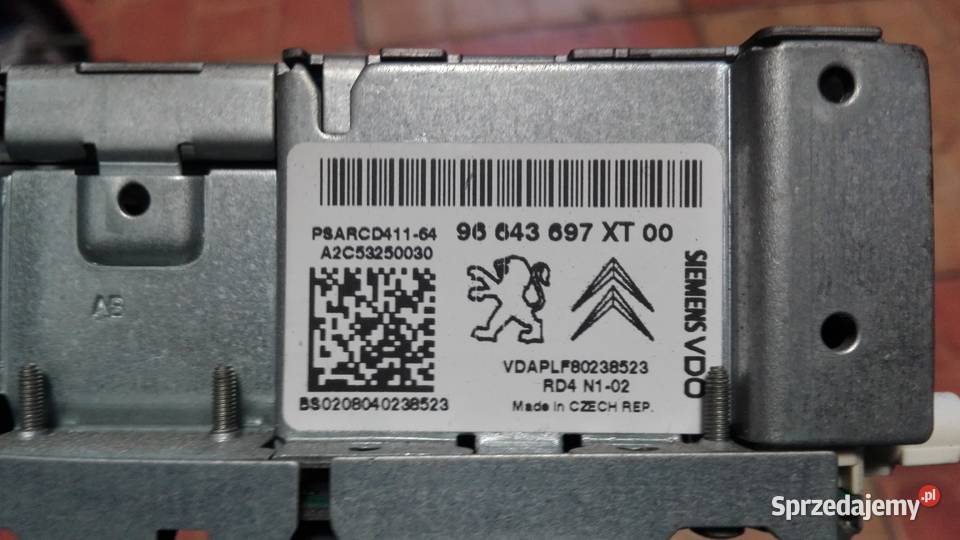 PSARCD411-64 96 643 697 XT 00
A2C53250030
SIEMENS VDO
VDAPLF80238523
RD4 N1-02
BS0208040238523
Made in CZECH REP.
AB
Sprzedajemy.pl